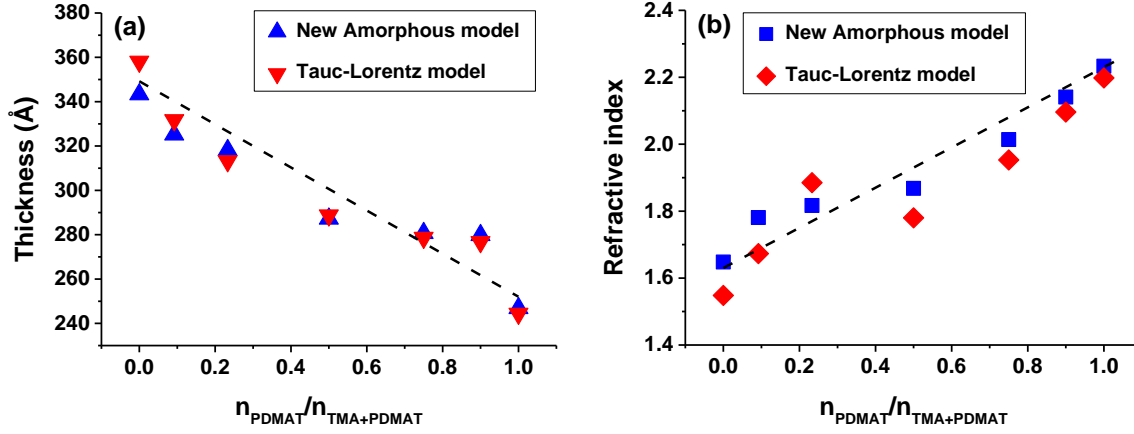 (a)
New Amorphous model
Tauc-Lorentz model
Thickness (Å)
360
340
320
300
280
260
240
0.0 0.2 0.4 0.6 0.8 1.0
nPDMAT/nTMA+PDMAT
(b)
New Amorphous model
Tauc-Lorentz model
Refractive index
2.4
2.2
2.0
1.8
1.6
1.4
0.0 0.2 0.4 0.6 0.8 1.0
nPDMAT/nTMA+PDMAT